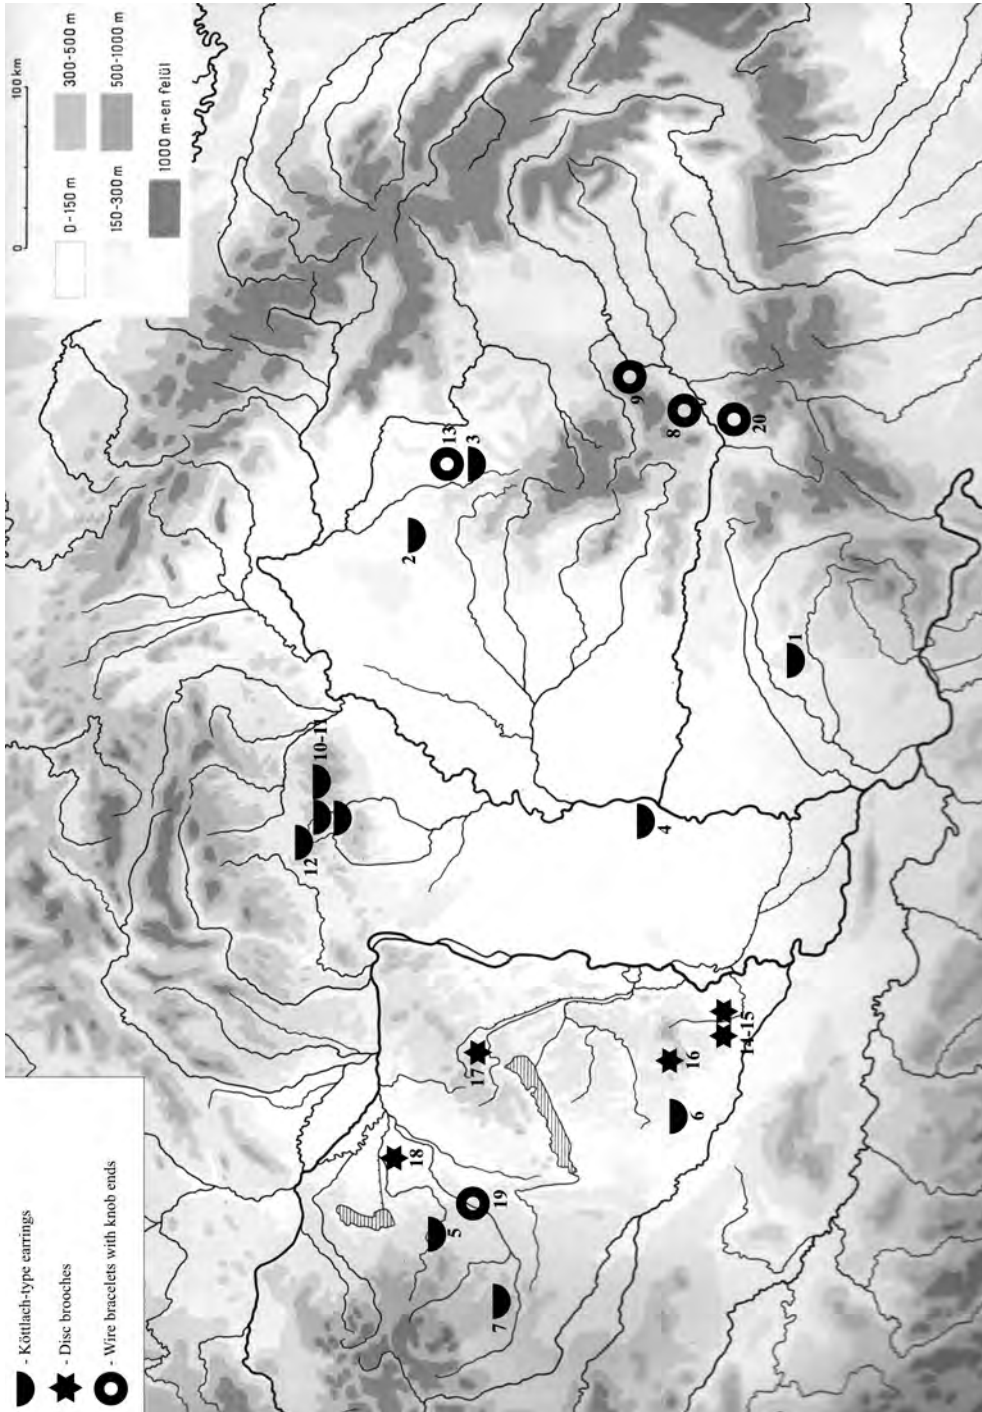 - Köttlach-type earrings
- Disc brooches
- Wire bracelets with knob ends
0 100 km
0-150 m 300-500 m
150-300 m 500-1000 m
1000 m-en felül
1
2
3
4
5
6
7
8
9
10-11
12
13
14-15
16
17
18
19
20